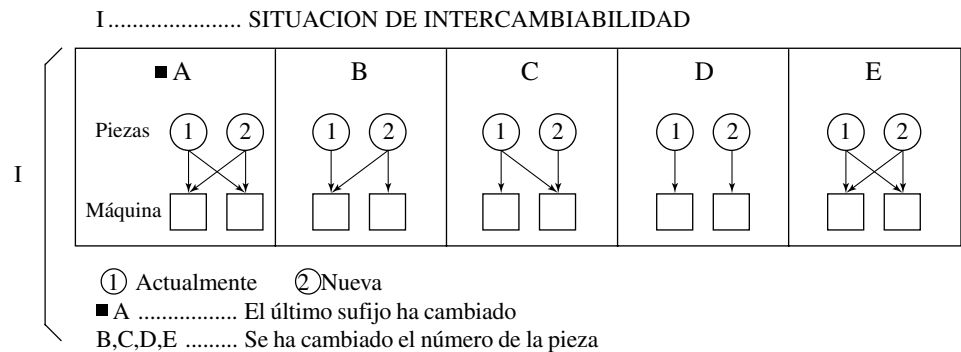 I ...................... SITUACION DE INTERCAMBIABILIDAD
■ A B C D E
Piezas 1 2 1 2 1 2 1 2 1 2
I
Máquina
1 Actualmente 2 Nueva
■ A ................. El último sufijo ha cambiado
B,C,D,E ......... Se ha cambiado el número de la pieza